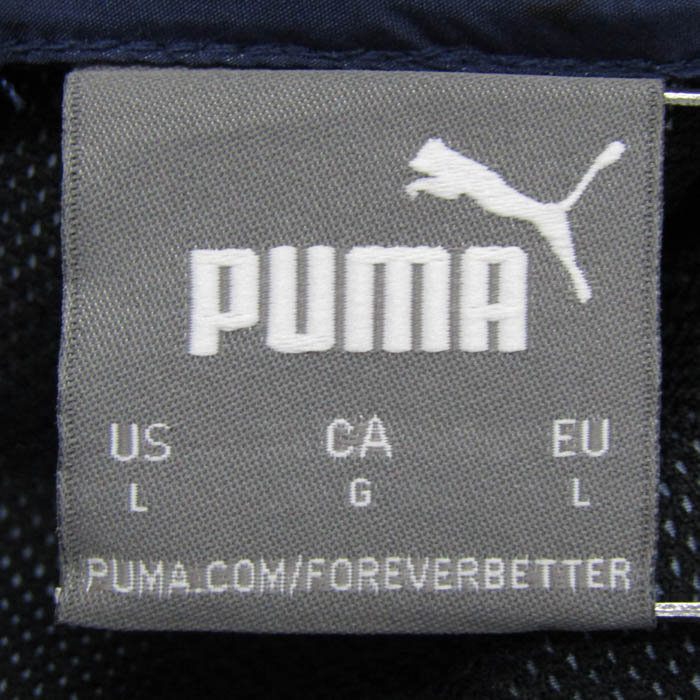 PUMA
US CA EU
L G L
PUMA.COM/FOREVERBETTER